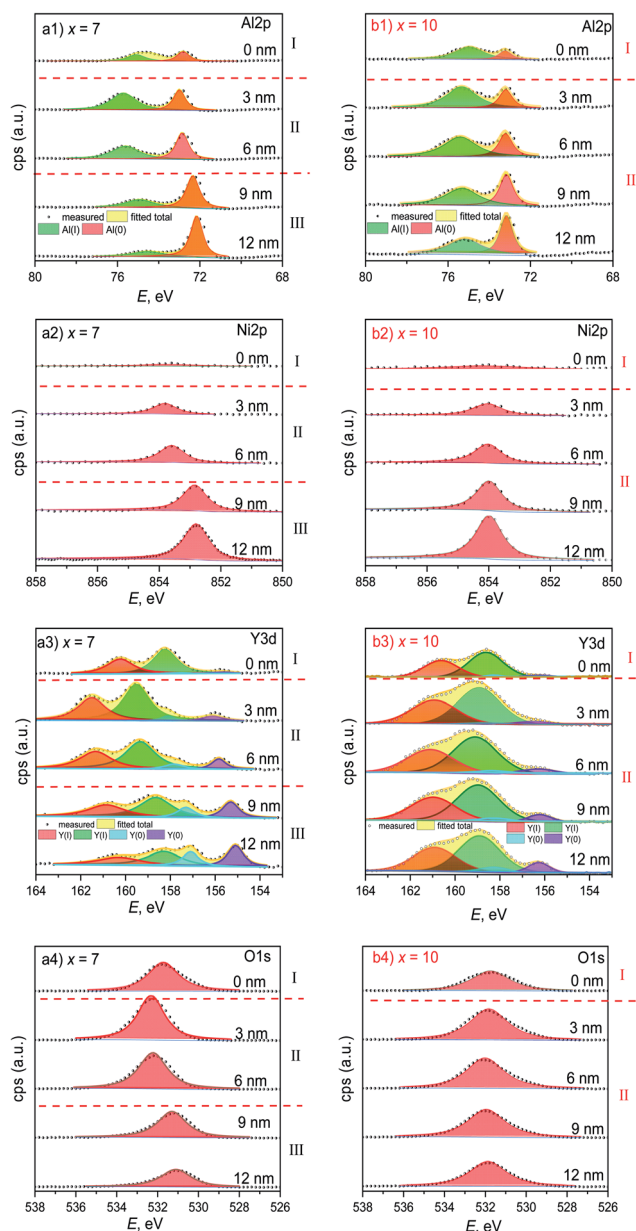 a1) x = 7
Al2p
0 nm
I
3 nm
II
6 nm
9 nm
III
measured fitted total
Al(I) Al(0)
12 nm
80 76 72 68
E, eV
cps (a.u.)
b1) x = 10
Al2p
0 nm
I
3 nm
6 nm
II
9 nm
measured fitted total
Al(I) Al(0)
12 nm
80 76 72 68
E, eV
cps (a.u.)
a2) x = 7
Ni2p
0 nm
I
3 nm
II
6 nm
9 nm
III
12 nm
858 856 854 852 850
E, eV
cps (a.u.)
b2) x = 10
Ni2p
0 nm
I
3 nm
6 nm
II
9 nm
12 nm
858 856 854 852 850
E, eV
cps (a.u.)
a3) x = 7
Y3d
0 nm
I
3 nm
II
6 nm
9 nm
III
measured fitted total
Y(I) Y(I) Y(0) Y(0)
12 nm
164 162 160 158 156 154
E, eV
cps (a.u.)
b3) x = 10
Y3d
0 nm
I
3 nm
6 nm
II
9 nm
measured fitted total
Y(I) Y(I)
Y(0) Y(0)
12 nm
164 162 160 158 156 154
E, eV
cps (a.u.)
a4) x = 7
O1s
0 nm
I
3 nm
II
6 nm
9 nm
III
12 nm
538 536 534 532 530 528 526
E, eV
cps (a.u.)
b4) x = 10
O1s
0 nm
I
3 nm
6 nm
II
9 nm
12 nm
538 536 534 532 530 528 526
E, eV
cps (a.u.)